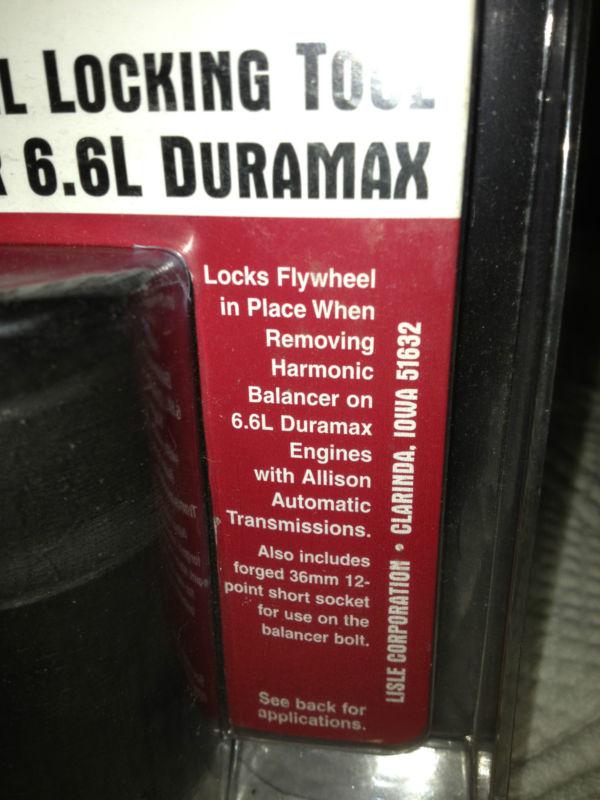 L LOCKING TOOL
R 6.6L DURAMAX
Locks Flywheel
in Place When
Removing
Harmonic
Balancer on
6.6L Duramax
Engines
with Allison
Automatic
Transmissions.
Also includes
forged 36mm 12-
point short socket
for use on the
balancer bolt.
See back for
applications.
LISLE CORPORATION • CLARINDA, IOWA 51632